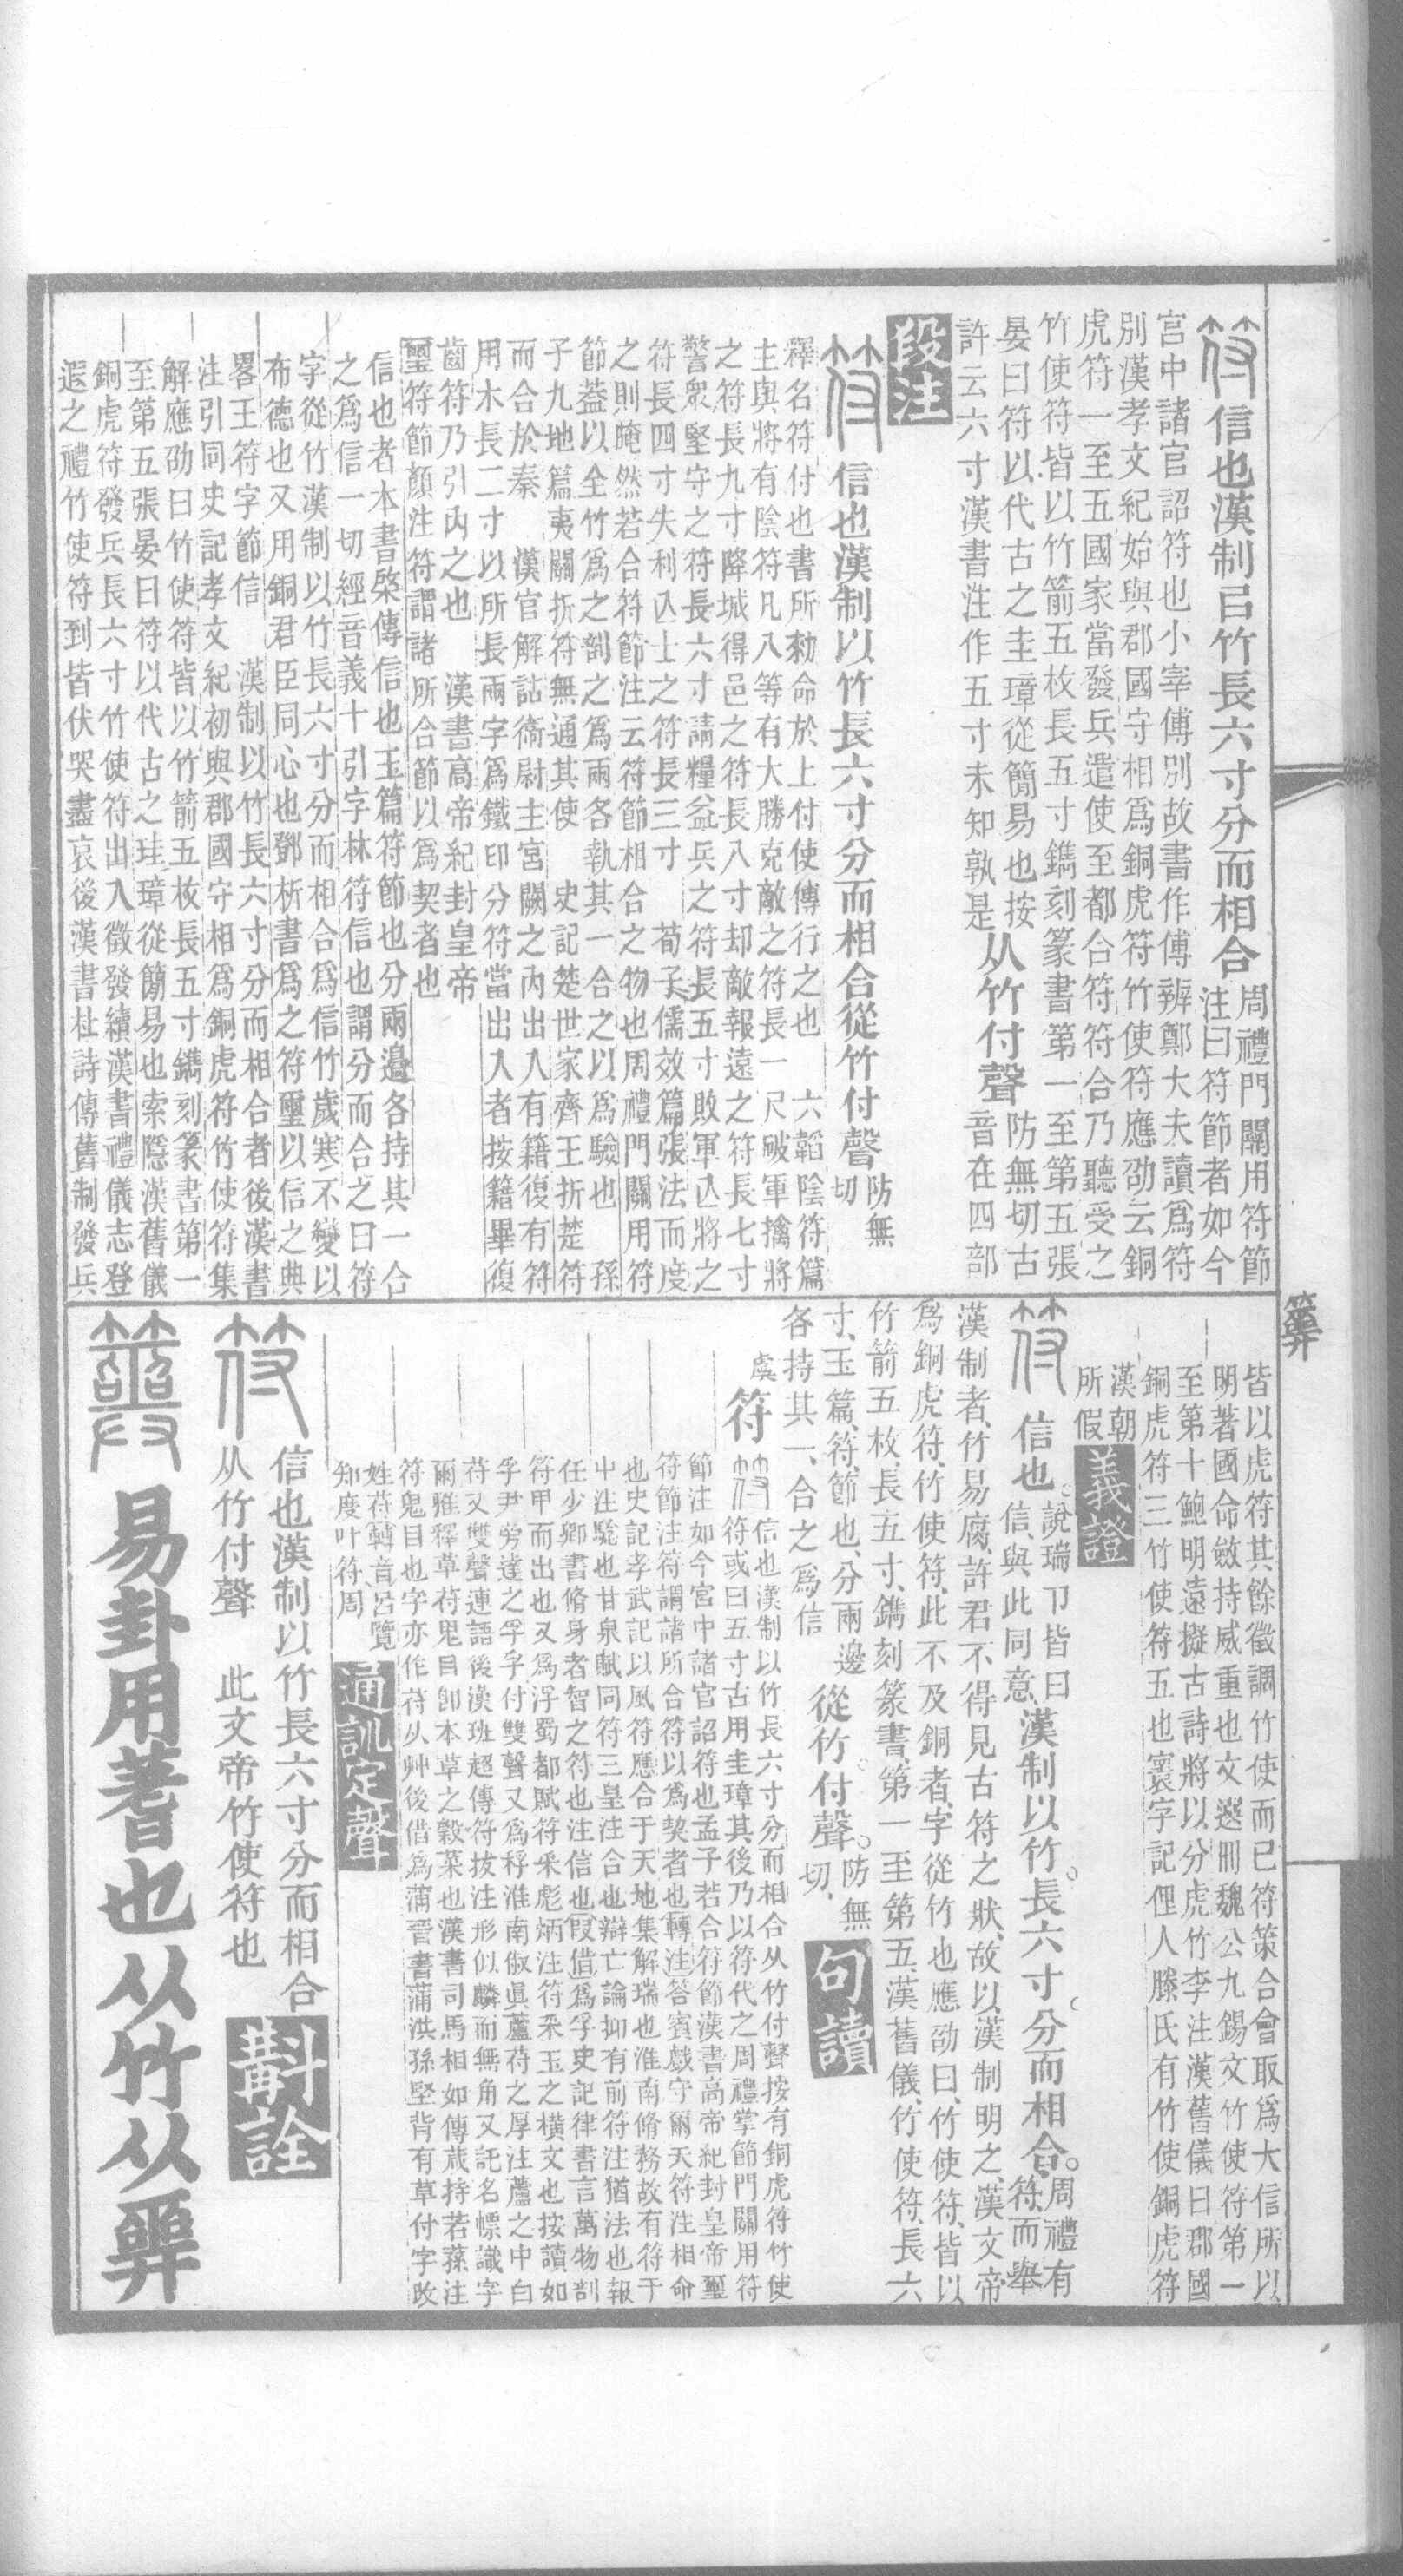 信也漢制㠯竹長六寸分而相合
周禮門關用符節
注曰符節者如今
宮中諸官詔符也小宰傅別故書作傅辨鄭大夫讀爲符
別漢孝文紀始與郡國守相爲銅虎符竹使符應劭云銅
虎符一至五國家當發兵遣使至都合符符合乃聽受之
竹使符皆以竹箭五枚長五寸鐫刻篆書第一至第五張
晏曰符以代古之圭璋從簡易也按
許云六寸漢書注作五寸未知孰是
从竹付聲
防無切古
音在四部
段注
信也漢制以竹長六寸分而相合從竹付聲
防無
切
釋名符付也書所勑命於上付使傳行之也　六韜陰符篇
主與將有陰符凡八等有大勝克敵之符長一尺破軍擒將
之符長九寸降城得邑之符長八寸却敵報遠之符長七寸
警衆堅守之符長六寸請糧益兵之符長五寸敗軍亾將之
符長四寸失利亾士之符長三寸　荀子儒效篇張法而度
之則腌然若合符節注云符節相合之物也周禮門關用符
節葢以全竹爲之剖之爲兩各執其一合之以爲驗也　孫
子九地篇夷關折符無通其使　史記楚世家齊王折楚符
而合於秦　漢官解詁衞尉主宮闕之內出入有籍復有符
用木長二寸以所長兩字爲鐵印分符當出入者按籍畢復
齒符乃引內之也　漢書高帝紀封皇帝
璽符節顏注符謂諸所合節以爲契者也
信也者本書棨傳信也玉篇符節也分兩邊各持其一合
之爲信一切經音義十引字林符信也謂分而合之曰符
字從竹漢制以竹長六寸分而相合爲信竹歲寒不變以
布德也又用銅君臣同心也鄧析書爲之符璽以信之典
畧王符字節信　漢制以竹長六寸分而相合者後漢書
注引同史記孝文紀初與郡國守相爲銅虎符竹使符集
解應劭曰竹使符皆以竹箭五枚長五寸鐫刻篆書第一
至第五張晏曰符以代古之珪璋從簡易也索隱漢舊儀
銅虎符發兵長六寸竹使符出入徵發續漢書禮儀志登
遐之禮竹使符到皆伏哭盡哀後漢書杜詩傳舊制發兵
皆以虎符其餘徵調竹使而已符策合會取爲大信所以
明著國命斂持威重也文選冊魏公九錫文竹使符第一
至第十鮑明遠擬古詩將以分虎竹李注漢舊儀曰郡國
銅虎符三竹使符五也寰宇記俚人滕氏有竹使銅虎符
漢朝
所假
義證
信也
說瑞卩皆曰
信與此同意
漢制以竹長六寸分而相合
周禮有
符而舉
漢制者竹易腐許君不得見古符之狀故以漢制明之漢文帝
爲銅虎符竹使符此不及銅者字從竹也應劭曰竹使符皆以
竹箭五枚長五寸鐫刻篆書第一至第五漢舊儀竹使符長六
寸玉篇符節也分兩邊
各持其一合之爲信
從竹付聲
防無
切
句讀
虞
符
信也漢制以竹長六寸分而相合从竹付聲按有銅虎符竹使
符或曰五寸古用圭璋其後乃以符代之周禮掌節門關用符
節注如今宮中諸官詔符也孟子若合符節漢書高帝紀封皇帝璽
符節注符謂諸所合符以爲契者也轉注答賓戲守爾天符注相命
也史記孝武記以風符應合于天地集解瑞也淮南脩務故有符于
中注驗也甘泉賦同符三皇注合也辯亡論抑有前符注猶法也報
任少卿書脩身者智之符也注信也叚借爲孚史記律書言萬物剖
符甲而出也又爲浮蜀都賦符采彪炳注符采玉之橫文也按讀如
孚尹旁達之孚字付雙聲又爲稃淮南俶眞蘆苻之厚注蘆之中白
苻又雙聲連語後漢班超傳符拔注形似麟而無角又託名幖識字
爾雅釋草苻鬼目卽本草之縠菜也漢書司馬相如傳葴持若蓀注
符鬼目也字亦作苻从艸後借爲蒲晉書蒲洪孫堅背有草付字改
姓苻轉音呂覽
知度叶符周
通訓定聲
信也漢制以竹長六寸分而相合
从竹付聲　此文帝竹使符也
斠詮
易卦用蓍也从竹从𢍰